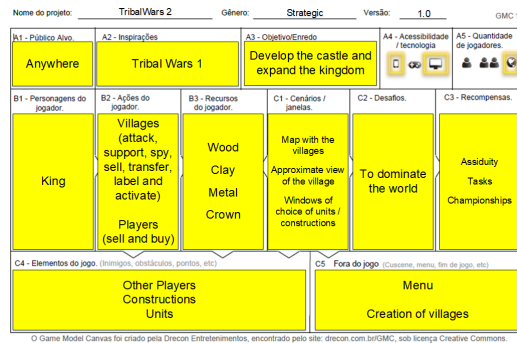 Nome do projeto: TribalWars 2 Gênero: Strategic Versão: 1.0 GMC
A1 - Público Alvo.
Anywhere
A2 - Inspirações
Tribal Wars 1
A3 - Objetivo/Enredo
Develop the castle and
expand the kingdom
A4 - Acessibilidade
/ tecnologia
A5 - Quantidade
de jogadores.
B1 - Personagens do
jogador.
King
B2 - Ações do
jogador.
Villages
(attack,
support, spy,
sell, transfer,
label and
activate)
Players
(sell and buy)
B3 - Recursos
do jogador.
Wood
Clay
Metal
Crown
C1 - Cenários /
janelas.
Map with the
villages
Approximate view
of the village
Windows of
choice of units /
constructions
C2 - Desafios.
To dominate
the world
C3 - Recompensas.
Assiduity
Tasks
Championships
C4 - Elementos do jogo. (Inimigos, obstáculos, pontos, etc)
Other Players
Constructions
Units
C5 Fora do jogo (Cuscene, menu, fim de jogo, etc)
Menu
Creation of villages
O Game Model Canvas foi criado pela Drecon Entretenimentos, encontrado pelo site: drecon.com.br/GMC, sob licença Creative Commons.